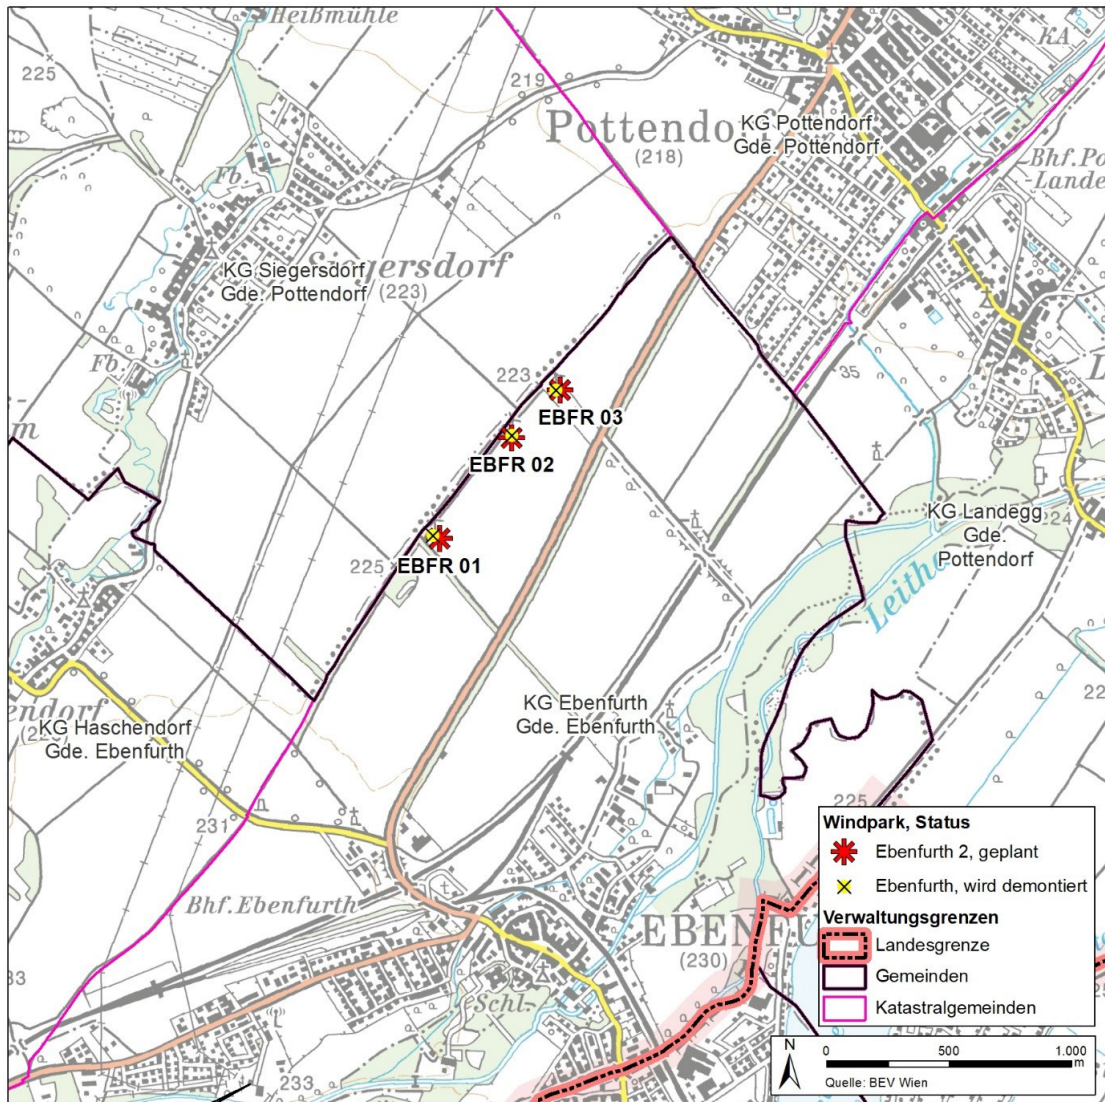 Heißmühle
225
219
KA
Pottendorf
(218)
KG Pottendorf
Gde. Pottendorf
Bhf. Po
-Lande
Fb
Siegersdorf
(223)
KG Siegersdorf
Gde. Pottendorf
Fb.
223
35
EBFR 03
EBFR 02
EBFR 01
225
m
KG Landegg
Gde.
Pottendorf
24
Leitha
endorf
KG Haschendorf
Gde. Ebenfurth
KG Ebenfurth
Gde. Ebenfurth
22
231
225
Bhf. Ebenfurth
EBENFU
(230)
Schl.
33
233
Windpark, Status
Ebenfurth 2, geplant
Ebenfurth, wird demontiert
Verwaltungsgrenzen
Landesgrenze
Gemeinden
Katastralgemeinden
N
0 500 1.000
m
Quelle: BEV Wien